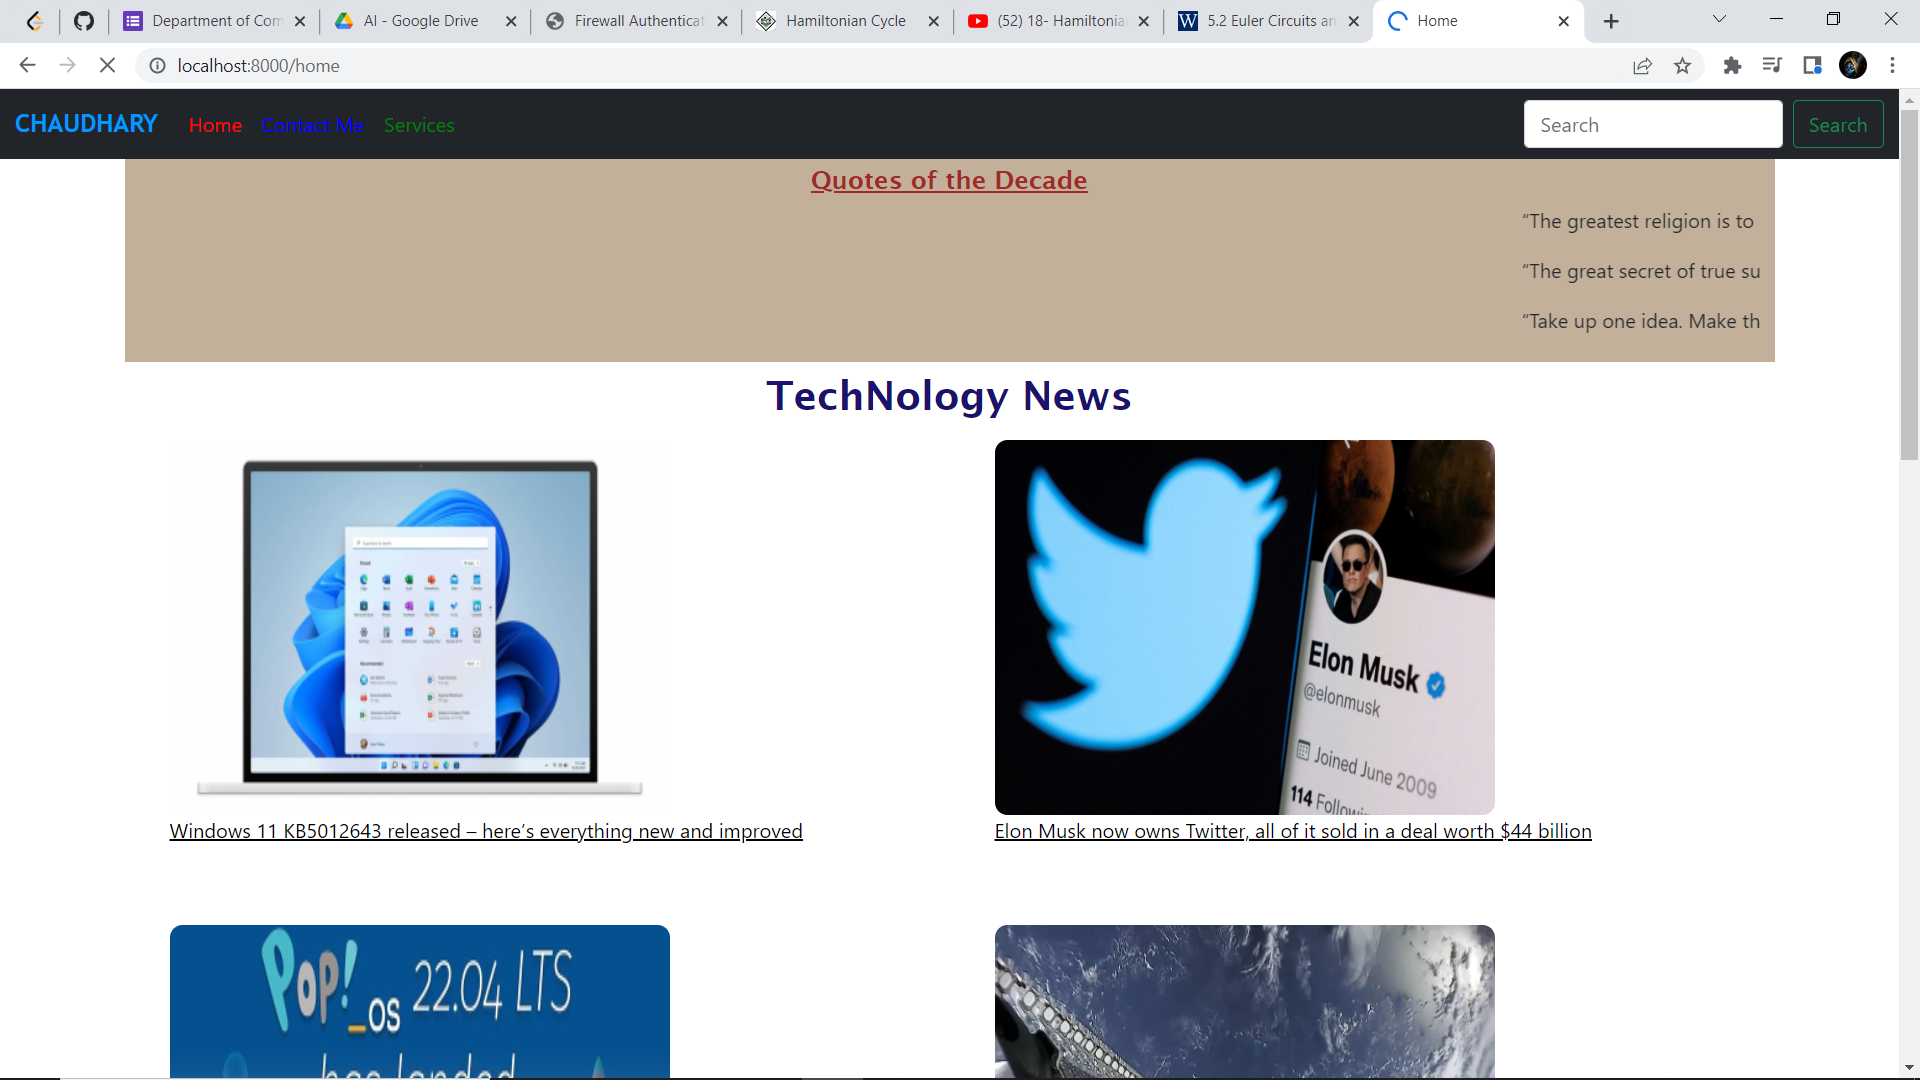 Department of Com
AI - Google Drive
Firewall Authenticat
Hamiltonian Cycle
(52) 18- Hamiltonia
5.2 Euler Circuits an
Home
localhost:8000/home
CHAUDHARY Home Contact Me Services Search Search
Quotes of the Decade
“The greatest religion is to
“The great secret of true su
“Take up one idea. Make th
TechNology News
Elon Musk
@elonmusk
Joined June 2009
114 Followin
Windows 11 KB5012643 released – here’s everything new and improved
Elon Musk now owns Twitter, all of it sold in a deal worth $44 billion
Pop!_OS 22.04 LTS
has landed